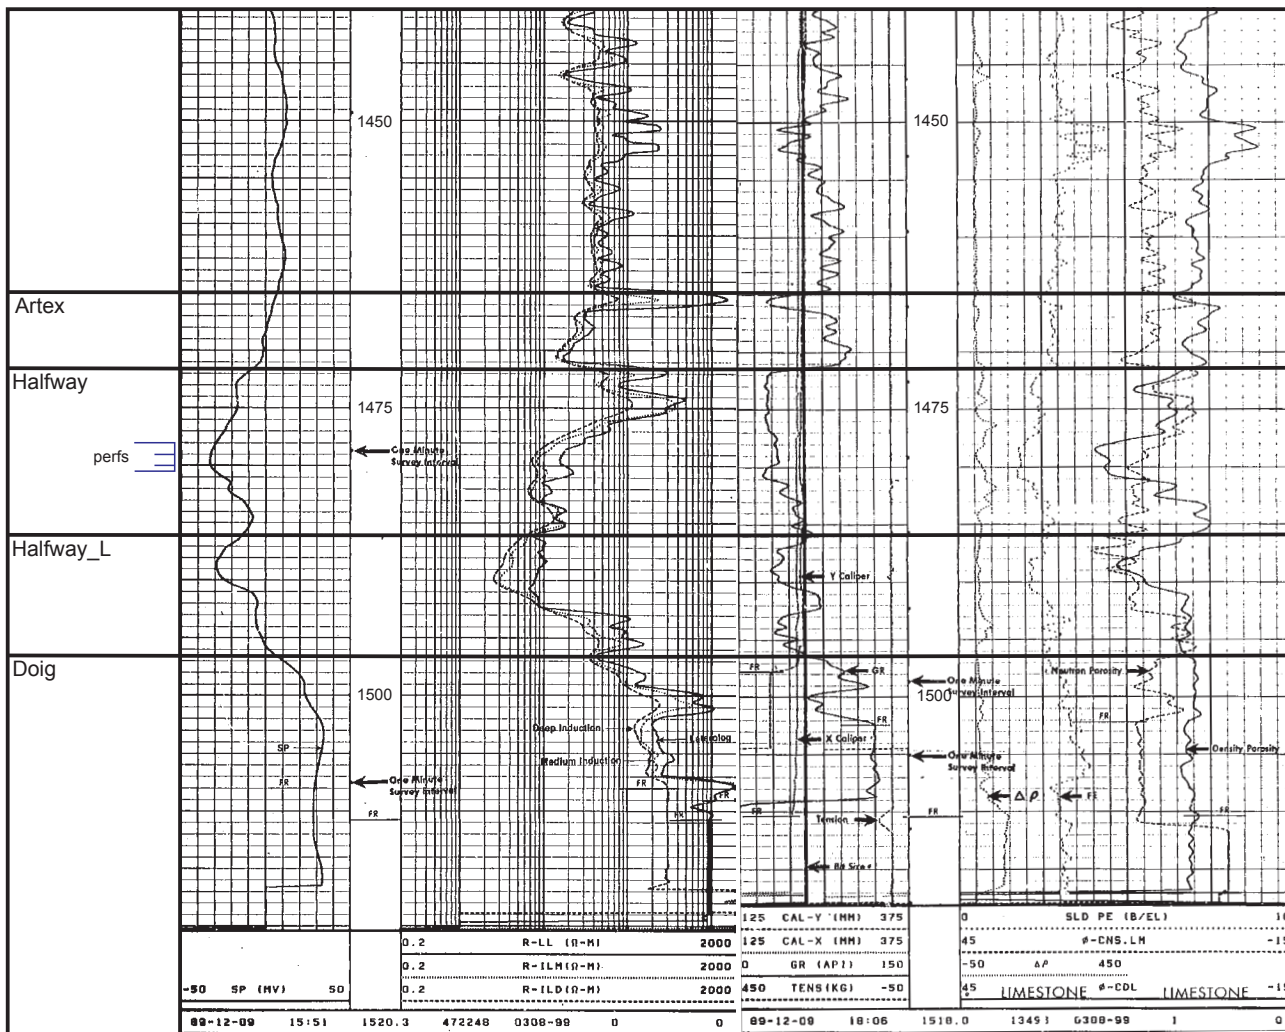 1450
1450
Artex
Halfway
1475
1475
perfs
One Minute
Survey Interval
Halfway_L
Y Caliper
Doig
FR
Neutron Porosity
GR
One Minute
Survey Interval
1500
1500
FR
FR
Deep Induction
Laterolog
X Caliper
Density Porosity
SP
Medium Induction
One Minute
Survey Interval
FR
FR
One Minute
Survey Interval
FR
Δρ
FR
FR
FR
FR
Tension
FR
FR
Bit Size
125 CAL-Y (MM) 375
0 SLD PE (B/EL)
0.2 R-LL (Ω-M) 2000
125 CAL-X (MM) 375
45 Ø-CNS.LM
0.2 R-ILM(Ω-M) 2000
0 GR (API) 150
-50 Δρ 450
-50 SP (MV) 50
0.2 R-ILD(Ω-M) 2000
450 TENS(KG) -50
45 LIMESTONE Ø-CDL LIMESTONE
89-12-09 15:51 1520.3 472248 0308-99 0 0
89-12-09 18:06 1518.0 13493 0308-99 1